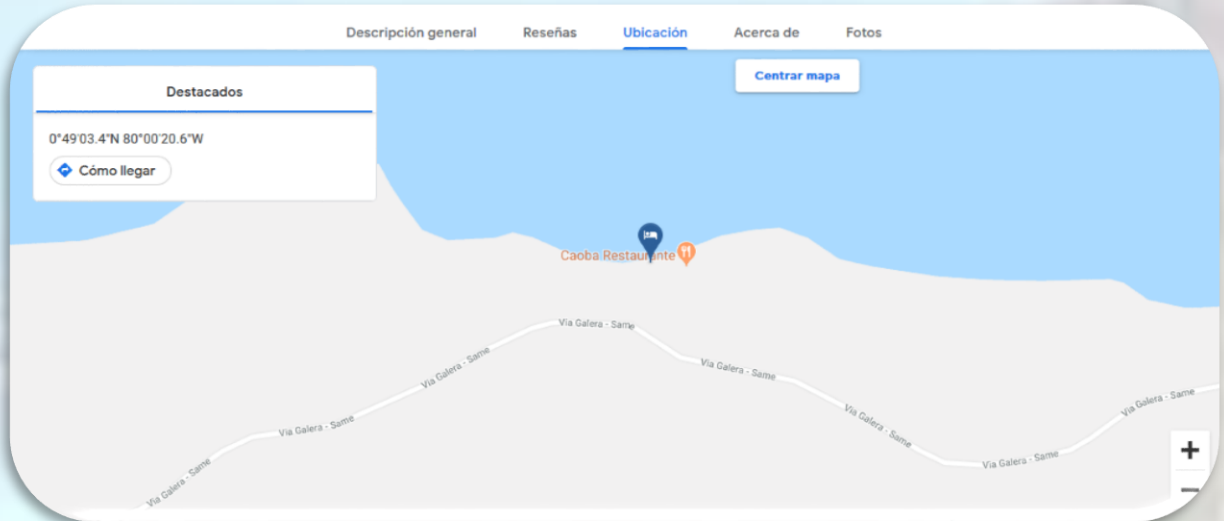 Descripción general Reseñas Ubicación Acerca de Fotos
Centrar mapa
Destacados
0°49'03.4"N 80°00'20.6"W
Cómo llegar
Caoba Restaurante
Via Galera - Same
Via Galera - Same
Via Galera - Same
Via Galera - Same
Via Galera - Same
Via Galera - Same
Via Galera - Same
Via Galera - Same
+
−